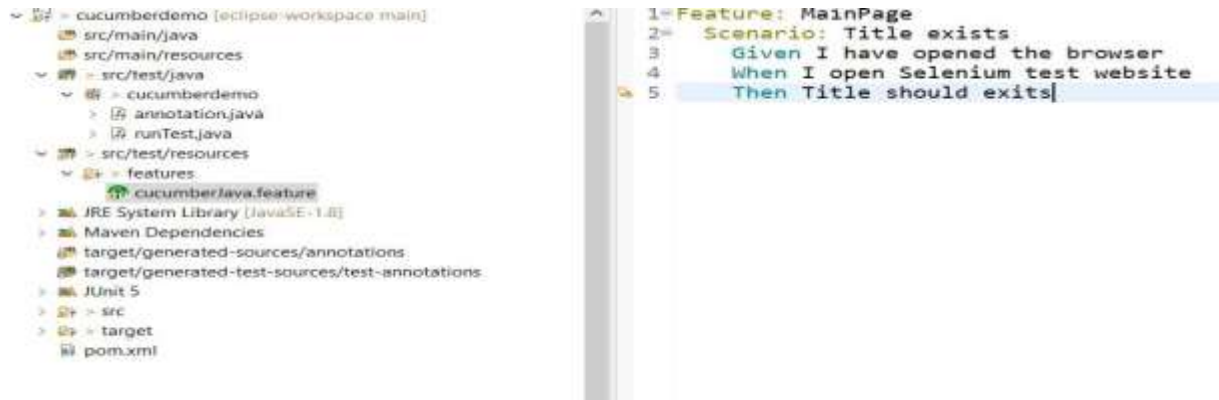 cucumberdemo [eclipse-workspace main]
src/main/java
src/main/resources
> src/test/java
> cucumberdemo
> annotation.java
> runTest.java
> src/test/resources
> features
cucumberJava.feature
> JRE System Library [JavaSE-1.8]
> Maven Dependencies
target/generated-sources/annotations
target/generated-test-sources/test-annotations
> JUnit 5
> > src
> > target
pom.xml
1 Feature: MainPage
2 Scenario: Title exists
3 Given I have opened the browser
4 When I open Selenium test website
5 Then Title should exits